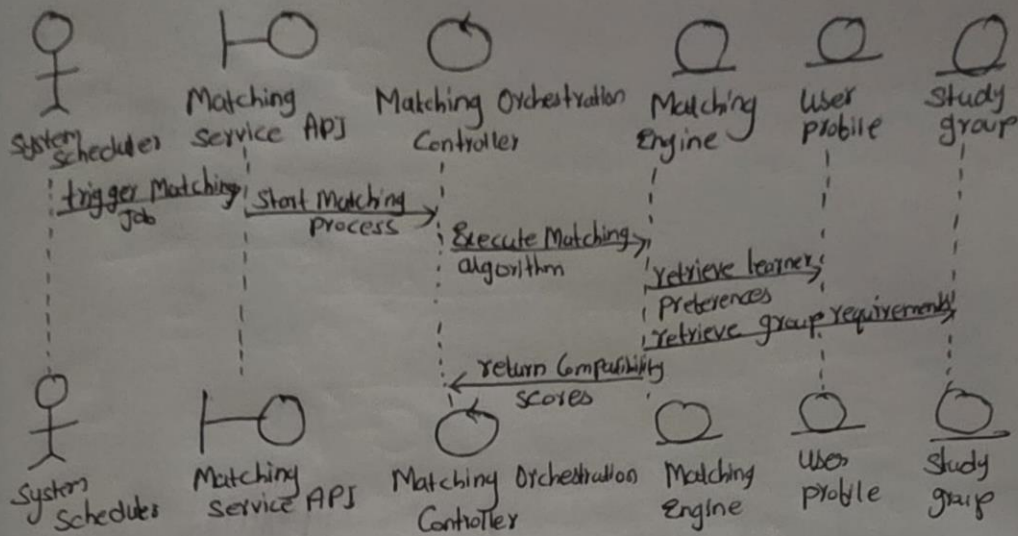 System
Scheduler
Matching
Service API
Matching Orchestration
Controller
Matching
Engine
User
profile
Study
group
trigger Matching
Job
Start Matching
process
Execute Matching
algorithm
retrieve learner
preferences
retrieve group requirements
return Compatibility
scores
System
Scheduler
Matching
Service API
Matching Orchestration
Controller
Matching
Engine
User
profile
Study
group